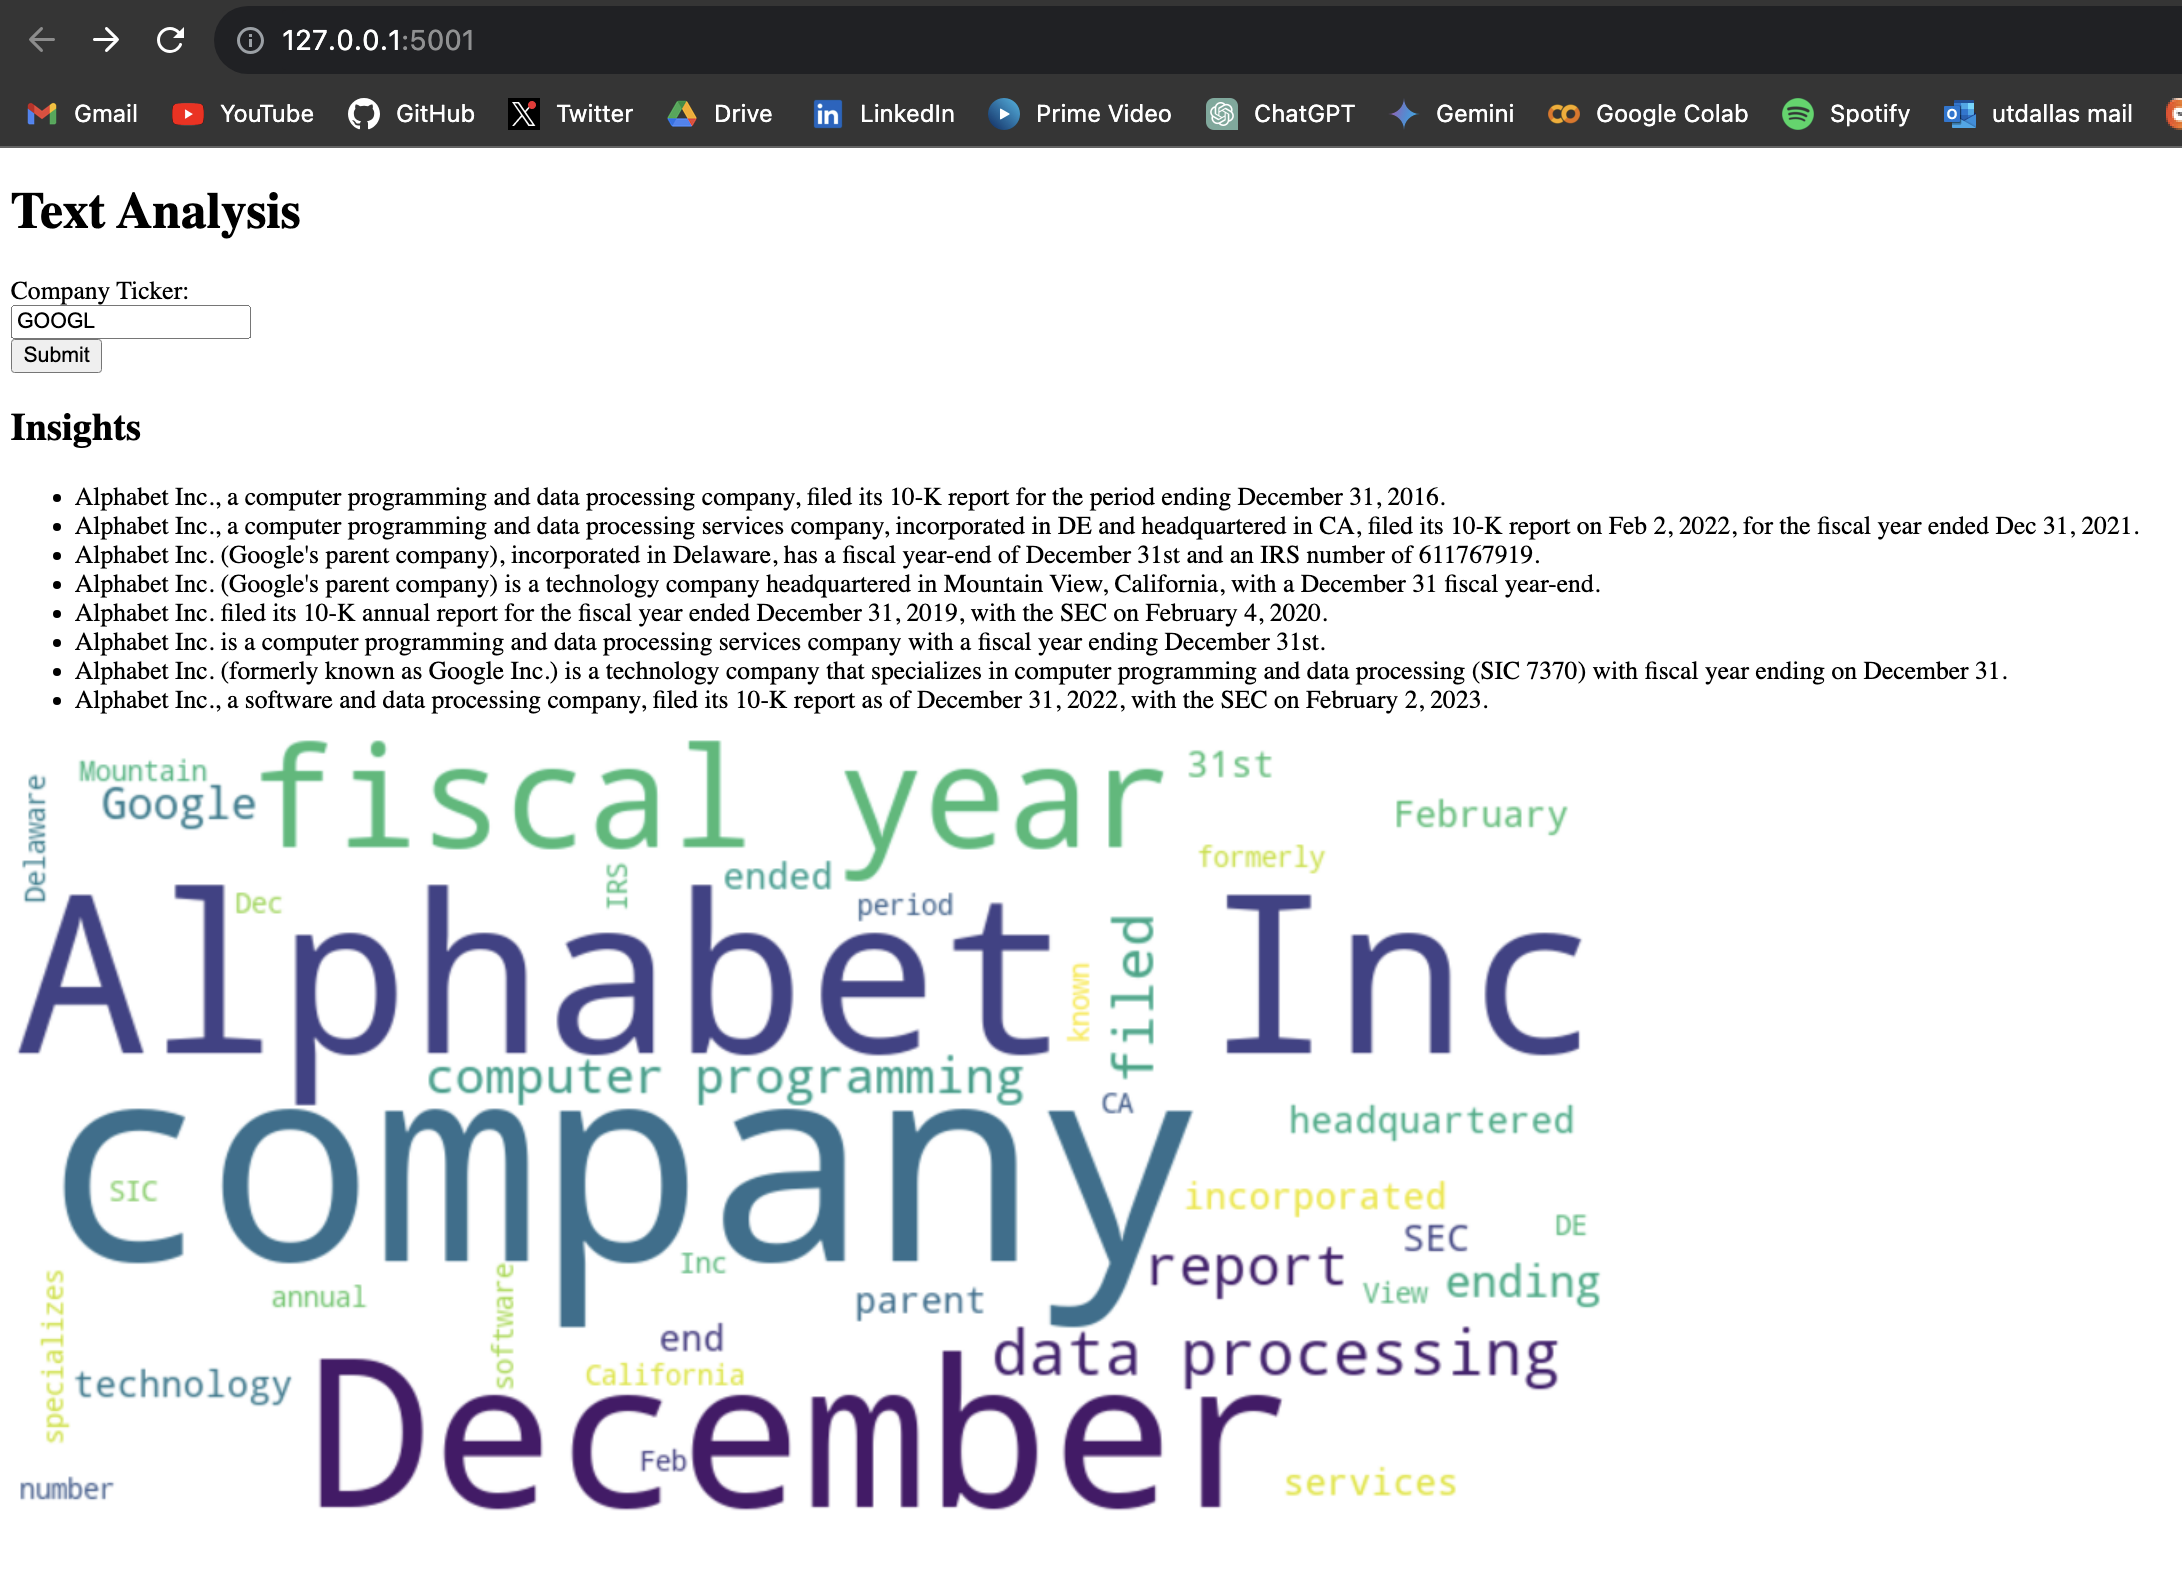 127.0.0.1:5001
Gmail YouTube GitHub Twitter Drive LinkedIn Prime Video ChatGPT Gemini Google Colab Spotify utdallas mail
Text Analysis
Company Ticker:
GOOGL
Submit
Insights
Alphabet Inc., a computer programming and data processing company, filed its 10-K report for the period ending December 31, 2016.
Alphabet Inc., a computer programming and data processing services company, incorporated in DE and headquartered in CA, filed its 10-K report on Feb 2, 2022, for the fiscal year ended Dec 31, 2021.
Alphabet Inc. (Google's parent company), incorporated in Delaware, has a fiscal year-end of December 31st and an IRS number of 611767919.
Alphabet Inc. (Google's parent company) is a technology company headquartered in Mountain View, California, with a December 31 fiscal year-end.
Alphabet Inc. filed its 10-K annual report for the fiscal year ended December 31, 2019, with the SEC on February 4, 2020.
Alphabet Inc. is a computer programming and data processing services company with a fiscal year ending December 31st.
Alphabet Inc. (formerly known as Google Inc.) is a technology company that specializes in computer programming and data processing (SIC 7370) with fiscal year ending on December 31.
Alphabet Inc., a software and data processing company, filed its 10-K report as of December 31, 2022, with the SEC on February 2, 2023.
Mountain
Google
Delaware
fiscal year
31st
February
formerly
IRS
ended
Dec
period
Alphabet Inc
known
filed
computer programming
CA
company
headquartered
SIC
incorporated
SEC
DE
Inc
report
View
ending
annual
software
parent
specializes
end
data processing
California
technology
December
Feb
number
services